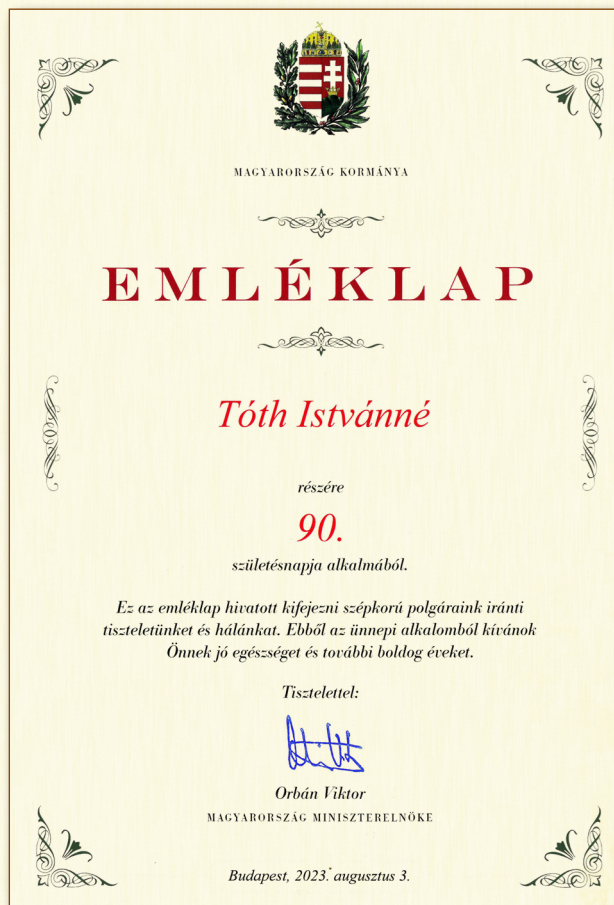 MAGYARORSZÁG KORMÁNYA
EMLÉKLAP
Tóth Istvánné
részére
90.
születésnapja alkalmából.
Ez az emléklap hivatott kifejezni szépkorú polgáraink iránti
tiszteletünket és hálánkat. Ebből az ünnepi alkalomból kívánok
Önnek jó egészséget és további boldog éveket.
Tisztelettel:
Orbán Viktor
MAGYARORSZÁG MINISZTERELNÖKE
Budapest, 2023. augusztus 3.